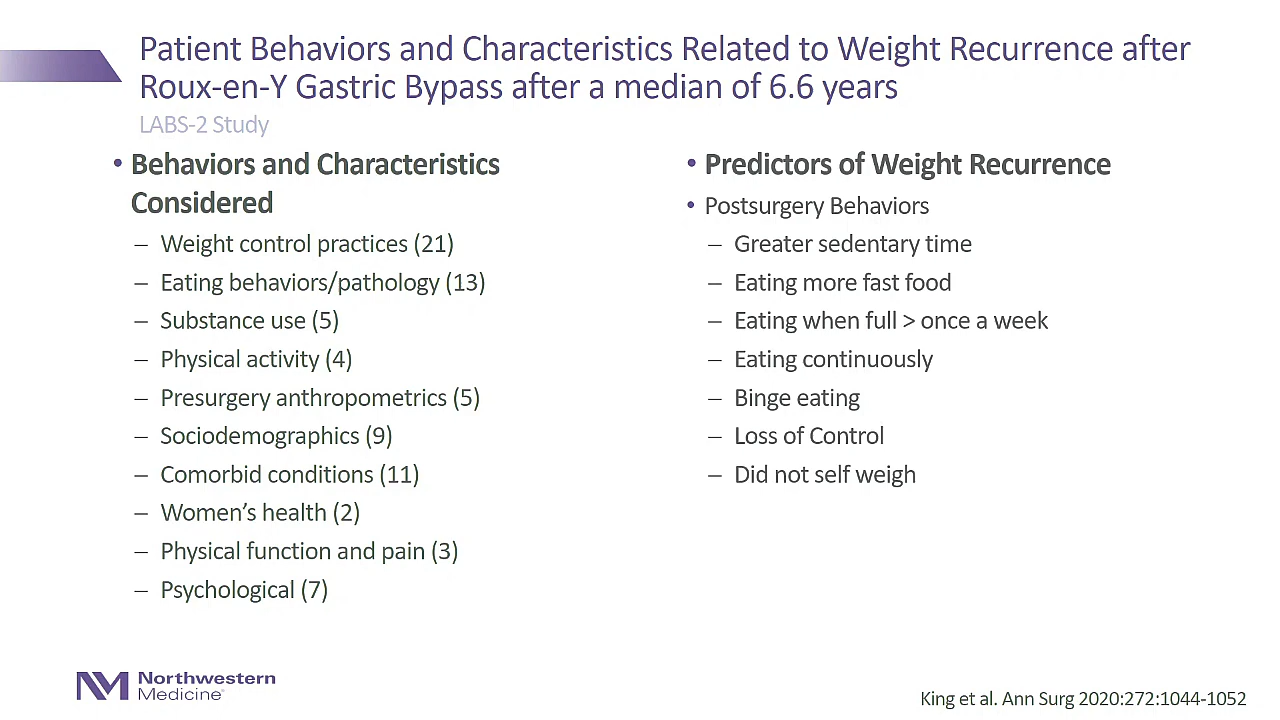 Patient Behaviors and Characteristics Related to Weight Recurrence after
Roux-en-Y Gastric Bypass after a median of 6.6 years
LABS-2 Study
• Behaviors and Characteristics
Considered
– Weight control practices (21)
– Eating behaviors/pathology (13)
– Substance use (5)
– Physical activity (4)
– Presurgery anthropometrics (5)
– Sociodemographics (9)
– Comorbid conditions (11)
– Women's health (2)
– Physical function and pain (3)
– Psychological (7)
• Predictors of Weight Recurrence
• Postsurgery Behaviors
– Greater sedentary time
– Eating more fast food
– Eating when full > once a week
– Eating continuously
– Binge eating
– Loss of Control
– Did not self weigh
NM Northwestern
Medicine®
King et al. Ann Surg 2020:272:1044-1052